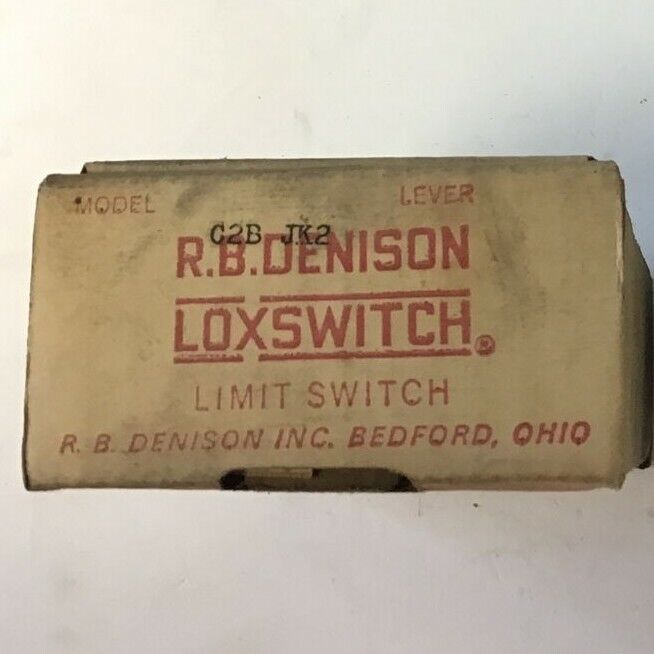 MODEL LEVER
C2B JK2
R.B.DENISON
LOXSWITCH®
LIMIT SWITCH
R. B. DENISON INC. BEDFORD, OHIO